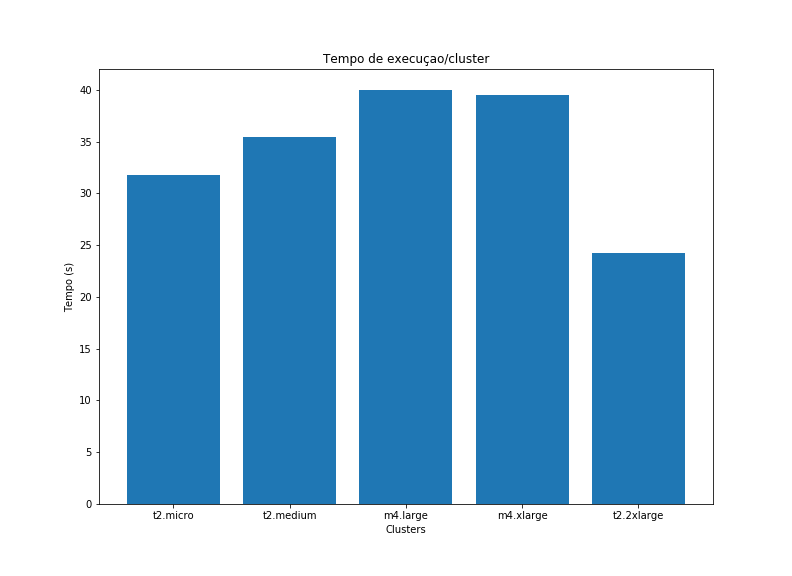 Tempo de execuçao/cluster
Tempo (s)
40
35
30
25
20
15
10
5
0
t2.micro t2.medium m4.large m4.xlarge t2.2xlarge
Clusters